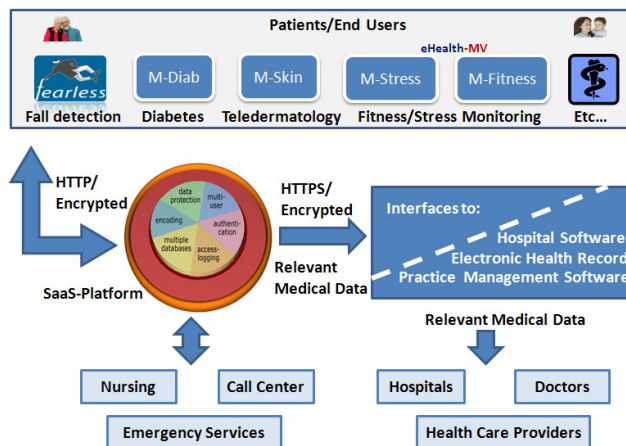 Patients/End Users
eHealth-MV
fearless
M-Diab
M-Skin
M-Stress
M-Fitness
Fall detection
Diabetes
Teledermatology
Fitness/Stress Monitoring
Etc...
HTTP/
Encrypted
data
protection
multi-
user
encoding
authenti-
cation
multiple
databases
access-
logging
SaaS-Platform
HTTPS/
Encrypted
Relevant
Medical Data
Interfaces to:
Hospital Software
Electronic Health Record
Practice Management Software
Relevant Medical Data
Nursing
Call Center
Emergency Services
Hospitals
Doctors
Health Care Providers